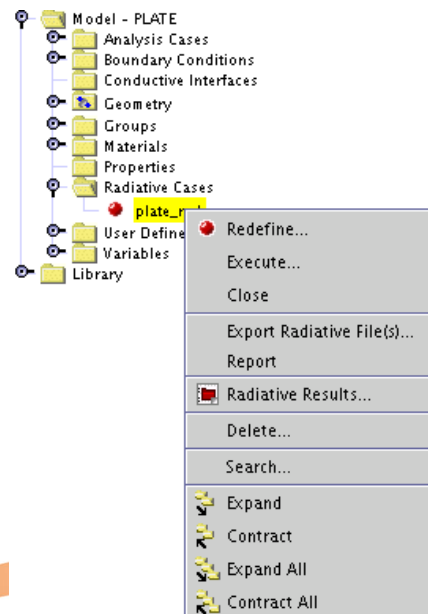 Model - PLATE
Analysis Cases
Boundary Conditions
Conductive Interfaces
Geometry
Groups
Materials
Properties
Radiative Cases
User Define
Variables
Library
Redefine...
Execute...
Close
Export Radiative File(s)...
Report
Radiative Results...
Delete...
Search...
Expand
Contract
Expand All
Contract All